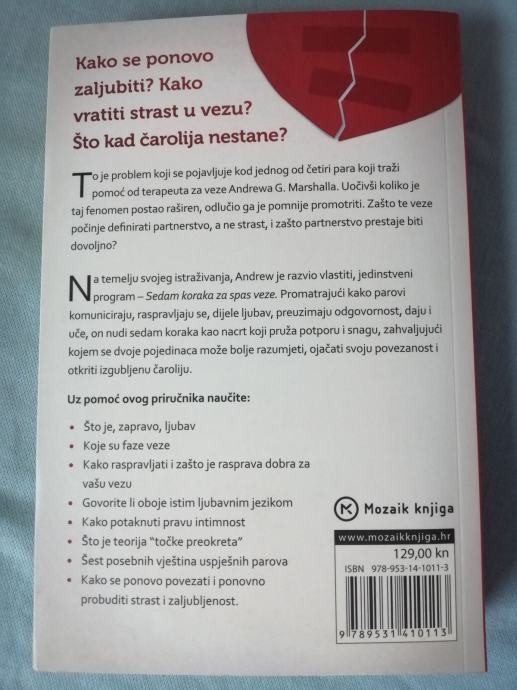 Kako se ponovo
zaljubiti? Kako
vratiti strast u vezu?
Što kad čarolija nestane?
To je problem koji se pojavljuje kod jednog od četiri para koji traži
pomoć od terapeuta za veze Andrewa G. Marshalla. Uočivši koliko je
taj fenomen postao raširen, odlučio ga je pomnije promotriti. Zašto te veze
počinje definirati partnerstvo, a ne strast, i zašto partnerstvo prestaje biti
dovoljno?
Na temelju svojeg istraživanja, Andrew je razvio vlastiti, jedinstveni
program – Sedam koraka za spas veze. Promatrajući kako parovi
komuniciraju, raspravljaju se, dijele ljubav, preuzimaju odgovornost, daju i
uče, on nudi sedam koraka kao nacrt koji pruža potporu i snagu, zahvaljujući
kojem se dvoje pojedinaca može bolje razumjeti, ojačati svoju povezanost i
otkriti izgubljenu čaroliju.
Uz pomoć ovog priručnika naučite:
• Što je, zapravo, ljubav
• Koje su faze veze
• Kako raspravljati i zašto je rasprava dobra za
vašu vezu
• Govorite li oboje istim ljubavnim jezikom
• Kako potaknuti pravu intimnost
• Što je teorija "točke preokreta"
• Šest posebnih vještina uspješnih parova
• Kako se ponovo povezati i ponovno
probuditi strast i zaljubljenost.
Mozaik knjiga
www.mozaikknjiga.hr
129,00 kn
ISBN 978-953-14-1011-3
9 789531 410113